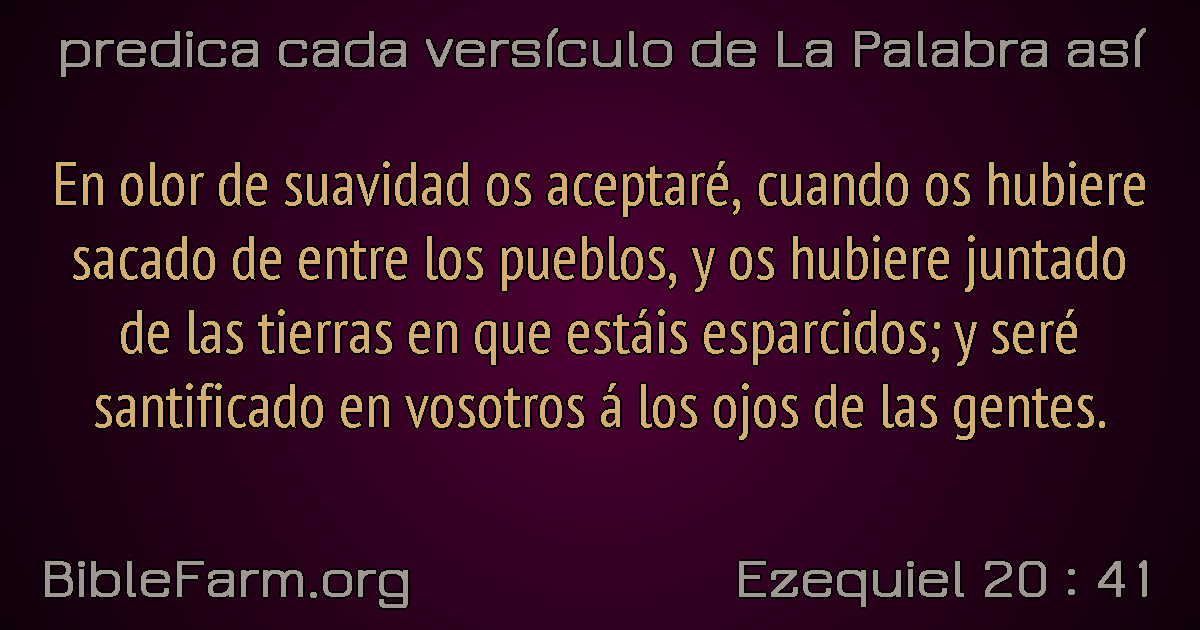 predica cada versículo de La Palabra así
En olor de suavidad os aceptaré, cuando os hubiere
sacado de entre los pueblos, y os hubiere juntado
de las tierras en que estáis esparcidos; y seré
santificado en vosotros á los ojos de las gentes.
BibleFarm.org
Ezequiel 20 : 41